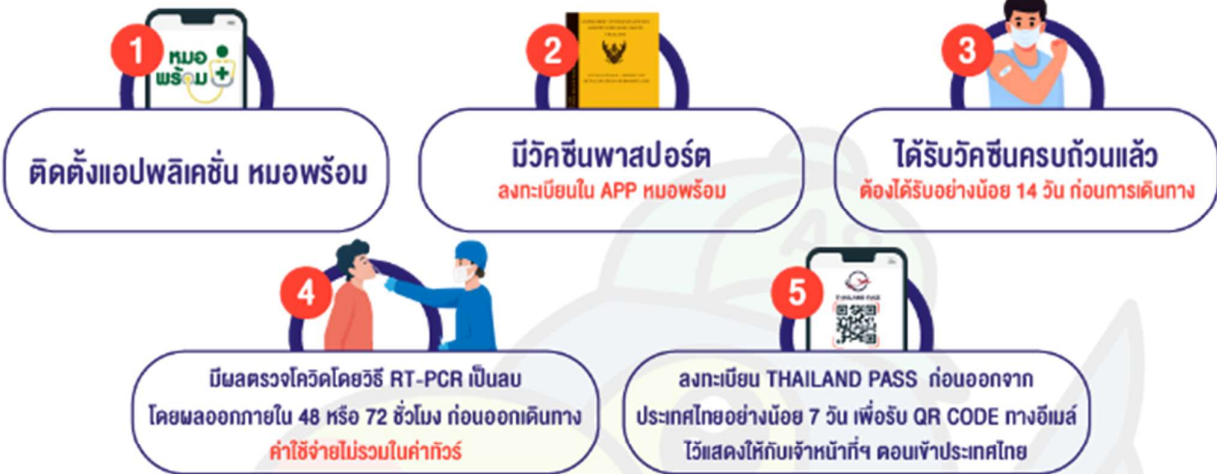 1
หมอ
พร้อม
ติดตั้งแอปพลิเคชั่น หมอพร้อม
2
THAILAND
มีวัคซีนพาสปอร์ต
ลงทะเบียนใน APP หมอพร้อม
3
ได้รับวัคซีนครบถ้วนแล้ว
ต้องได้รับอย่างน้อย 14 วัน ก่อนการเดินทาง
4
มีผลตรวจโควิดโดยวิธี RT-PCR เป็นลบ
โดยผลออกภายใน 48 หรือ 72 ชั่วโมง ก่อนออกเดินทาง
ค่าใช้จ่ายไม่รวมในค่าทัวร์
5
THAILAND PASS
ลงทะเบียน THAILAND PASS ก่อนออกจาก
ประเทศไทยอย่างน้อย 7 วัน เพื่อรับ QR CODE ทางอีเมล์
ไว้แสดงให้กับเจ้าหน้าที่ฯ ตอนเข้าประเทศไทย